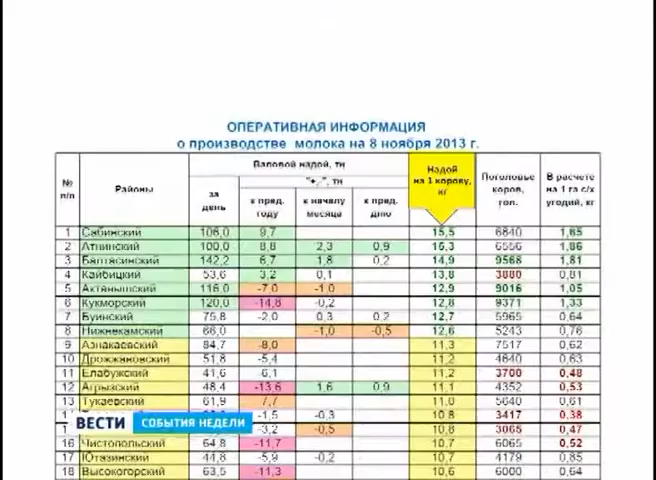 ОПЕРАТИВНАЯ ИНФОРМАЦИЯ
о производстве молока на 8 ноября 2013 г.
№ п/п Районы Валовой надой, тн Надой на 1 корову, кг Поголовье коров, гол. В расчете на 1 га с/х угодий, кг
за день "+,-", тн
к пред. году к началу месяца к пред. дню
1 Сабинский 106,0 9,7 15,5 6840 1,65
2 Атнинский 100,0 8,8 2,3 0,9 15,3 6556 1,86
3 Балтасинский 142,2 6,7 1,8 0,2 14,9 9568 1,81
4 Кайбицкий 53,6 3,2 0,1 13,8 3880 0,81
5 Актанышский 116,0 -7,0 -1,0 12,9 9016 1,05
6 Кукморский 120,0 -14,8 -0,2 12,8 9371 1,33
7 Буинский 75,8 -2,0 0,3 0,2 12,7 5965 0,64
8 Нижнекамский 66,0 -1,0 -0,5 12,6 5243 0,76
9 Азнакаевский 84,7 -8,0 11,3 7517 0,62
10 Дрожжановский 51,8 -5,4 11,2 4640 0,63
11 Елабужский 41,6 -6,1 11,2 3700 0,48
12 Агрызский 48,4 -13,6 1,6 0,9 11,1 4352 0,53
13 Тукаевский 61,9 7,7 11,0 5640 0,61
-1,5 -0,3 10,8 3417 0,38
-3,2 -0,5 10,8 3065 0,47
ВЕСТИ СОБЫТИЯ НЕДЕЛИ
16 Чистопольский 64,8 -11,7 10,7 6065 0,52
17 Ютазинский 44,8 -5,9 -0,2 10,7 4179 0,85
18 Высокогорский 63,5 -11,3 10,6 6000 0,64